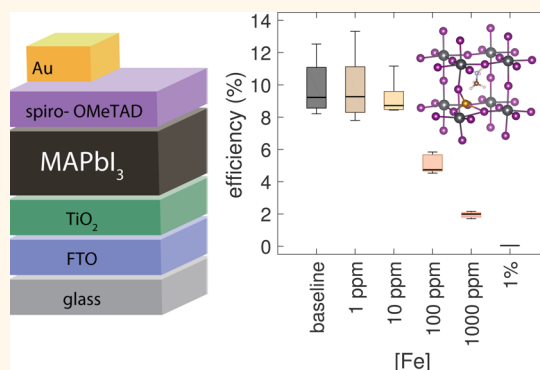 Au
spiro- OMeTAD
MAPbI3
TiO2
FTO
glass
efficiency (%)
14
12
10
8
6
4
2
0
baseline
1 ppm
10 ppm
100 ppm
1000 ppm
1%
[Fe]